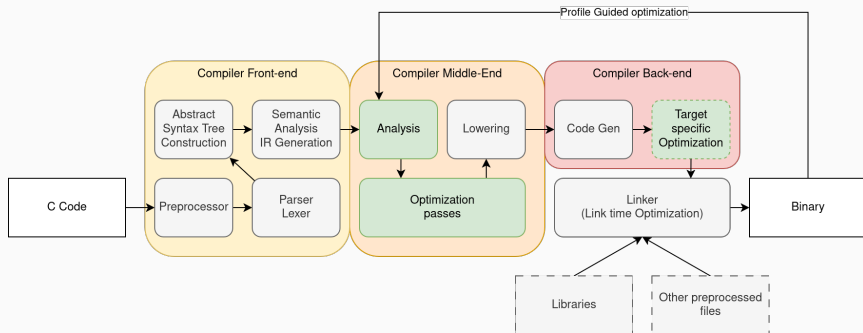 Profile Guided optimization
Compiler Front-end
Compiler Middle-End
Compiler Back-end
Abstract
Syntax Tree
Construction
Semantic
Analysis
IR Generation
Analysis
Lowering
Code Gen
Target
specific
Optimization
C Code
Preprocessor
Parser
Lexer
Optimization
passes
Linker
(Link time Optimization)
Binary
Libraries
Other preprocessed
files